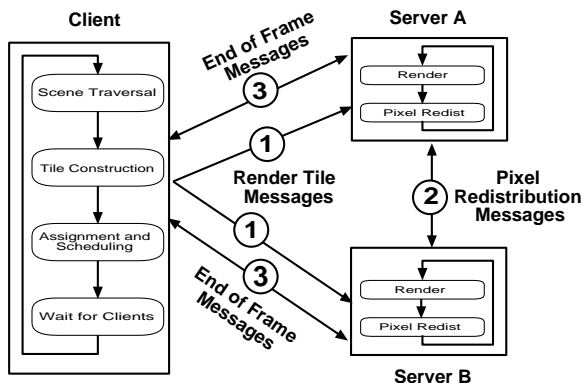 Client
Server A
Scene Traversal
Tile Construction
Assignment and
Scheduling
Wait for Clients
End of Frame
Messages
3
1
Render Tile
Messages
1
3
End of Frame
Messages
Render
Pixel Redist
2
Pixel
Redistribution
Messages
Render
Pixel Redist
Server B